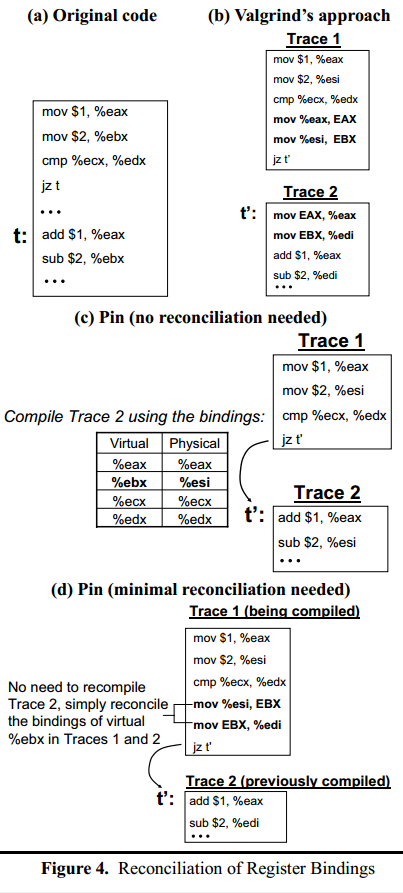 (a) Original code
mov $1, %eax
mov $2, %ebx
cmp %ecx, %edx
jz t
•••
t: add $1, %eax
sub $2, %ebx
•••
(b) Valgrind's approach
Trace 1
mov $1, %eax
mov $2, %esi
cmp %ecx, %edx
mov %eax, EAX
mov %esi, EBX
jz t'
Trace 2
t': mov EAX, %eax
mov EBX, %edi
add $1, %eax
sub $2, %edi
•••
(c) Pin (no reconciliation needed)
Trace 1
mov $1, %eax
mov $2, %esi
cmp %ecx, %edx
jz t'
Compile Trace 2 using the bindings:
Virtual Physical
%eax %eax
%ebx %esi
%ecx %ecx
%edx %edx
Trace 2
t': add $1, %eax
sub $2, %esi
•••
(d) Pin (minimal reconciliation needed)
Trace 1 (being compiled)
mov $1, %eax
mov $2, %esi
cmp %ecx, %edx
mov %esi, EBX
mov EBX, %edi
jz t'
No need to recompile
Trace 2, simply reconcile
the bindings of virtual
%ebx in Traces 1 and 2
Trace 2 (previously compiled)
t': add $1, %eax
sub $2, %edi
•••
Figure 4. Reconciliation of Register Bindings